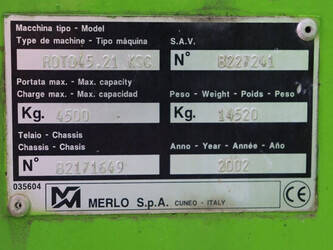 Macchina tipo - Model
Type de machine - Tipo máquina
ROTO45.21 KSC
S.A.V.
N° B227241
Portata max. - Max. capacity
Charge max. - Max. capacidad
Kg. 4500
Peso - Weight - Poids - Peso
Kg. 14520
Telaio - Chassis
Chassis - Chasis
N° B2171649
Anno - Year - Année - Año
2002
035604
MERLO S.p.A. CUNEO - ITALY
CE